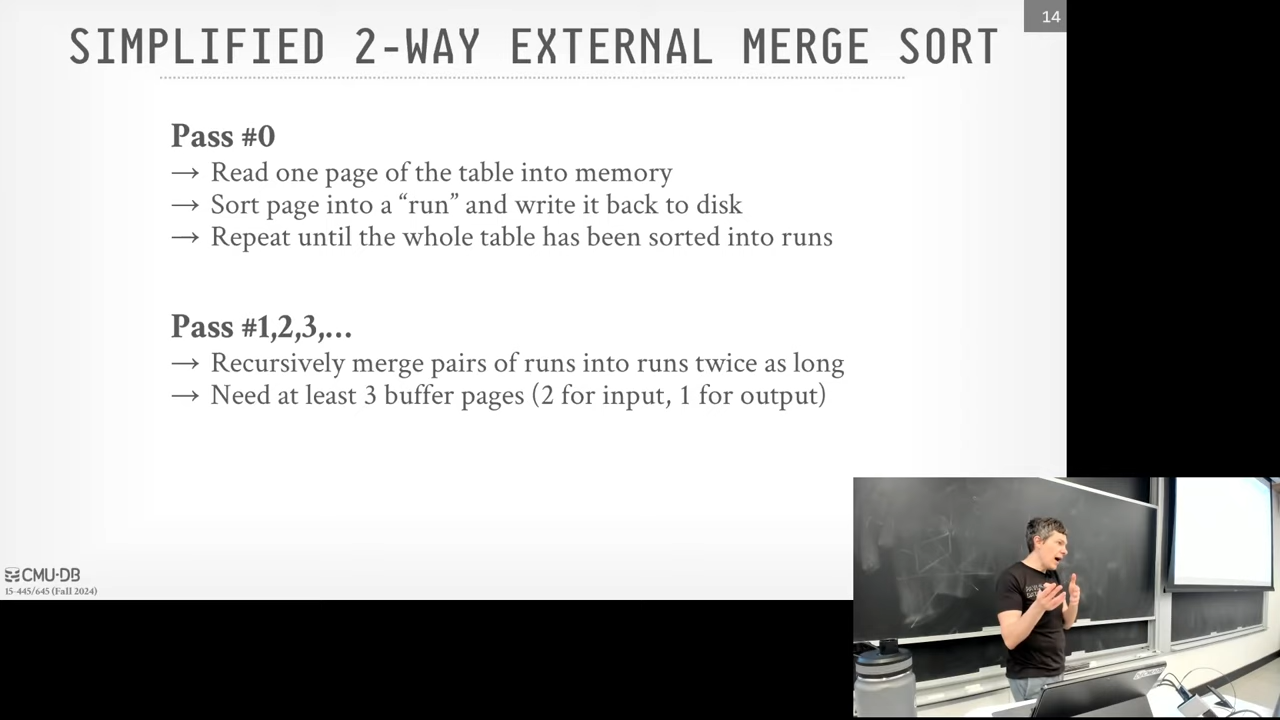 14
SIMPLIFIED 2-WAY EXTERNAL MERGE SORT
Pass #0
→ Read one page of the table into memory
→ Sort page into a “run” and write it back to disk
→ Repeat until the whole table has been sorted into runs
Pass #1,2,3,…
→ Recursively merge pairs of runs into runs twice as long
→ Need at least 3 buffer pages (2 for input, 1 for output)
CMU·DB
15-445/645 (Fall 2024)